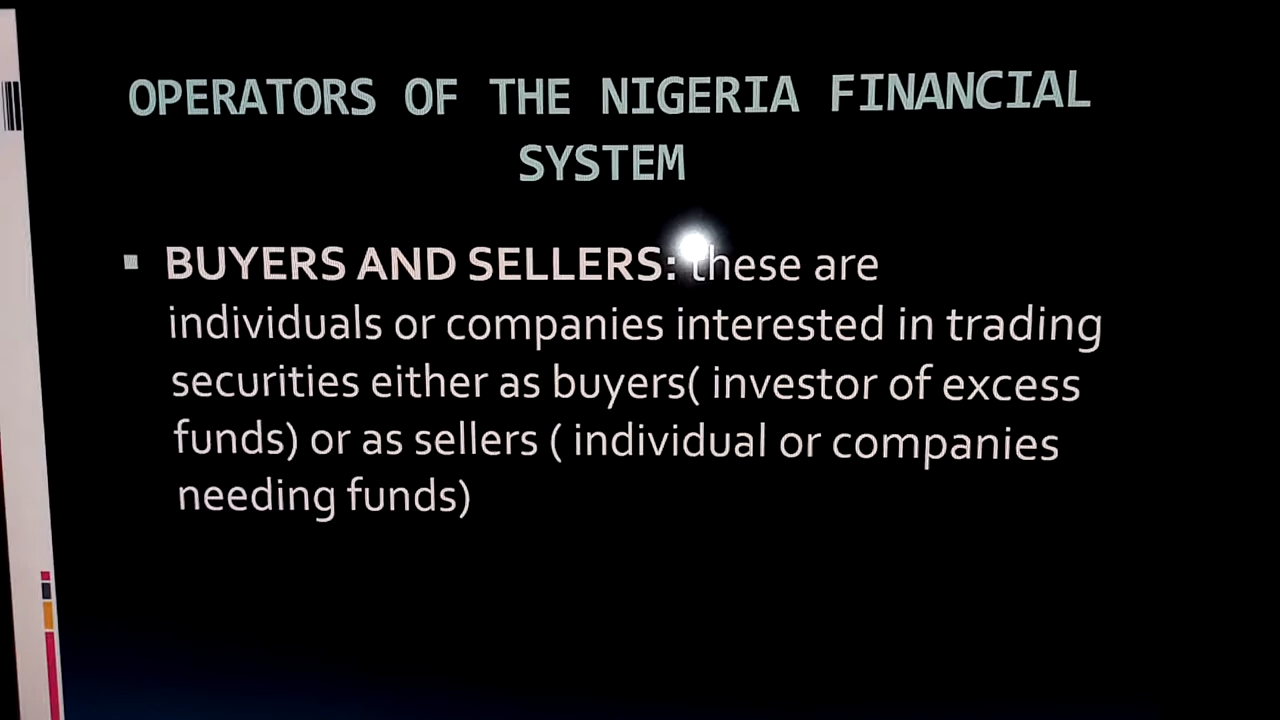 OPERATORS OF THE NIGERIA FINANCIAL
SYSTEM
BUYERS AND SELLERS: these are
individuals or companies interested in trading
securities either as buyers( investor of excess
funds) or as sellers ( individual or companies
needing funds)